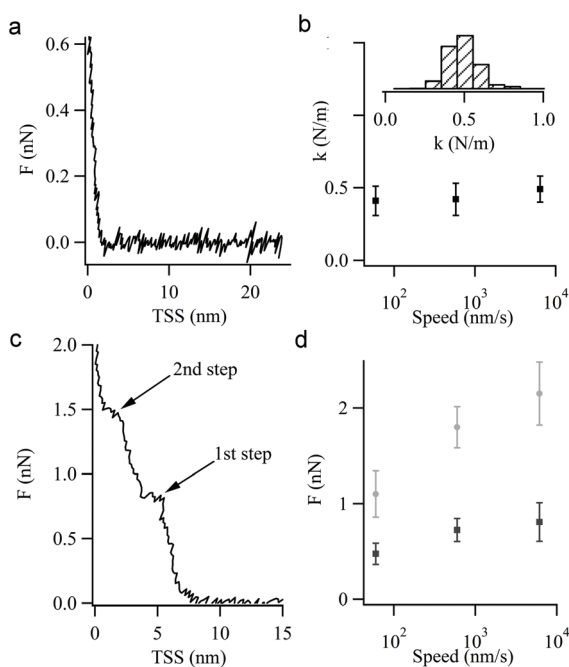 a
0.6
0.4
0.2
0.0
F (nN)
0 10 20
TSS (nm)
b
k (N/m)
0.5
0.0
0.0 0.5 1.0
k (N/m)
10² 10³ 10⁴
Speed (nm/s)
c
2.0
1.5
1.0
0.5
0.0
F (nN)
2nd step
1st step
0 5 10 15
TSS (nm)
d
2
1
0
F (nN)
10² 10³ 10⁴
Speed (nm/s)